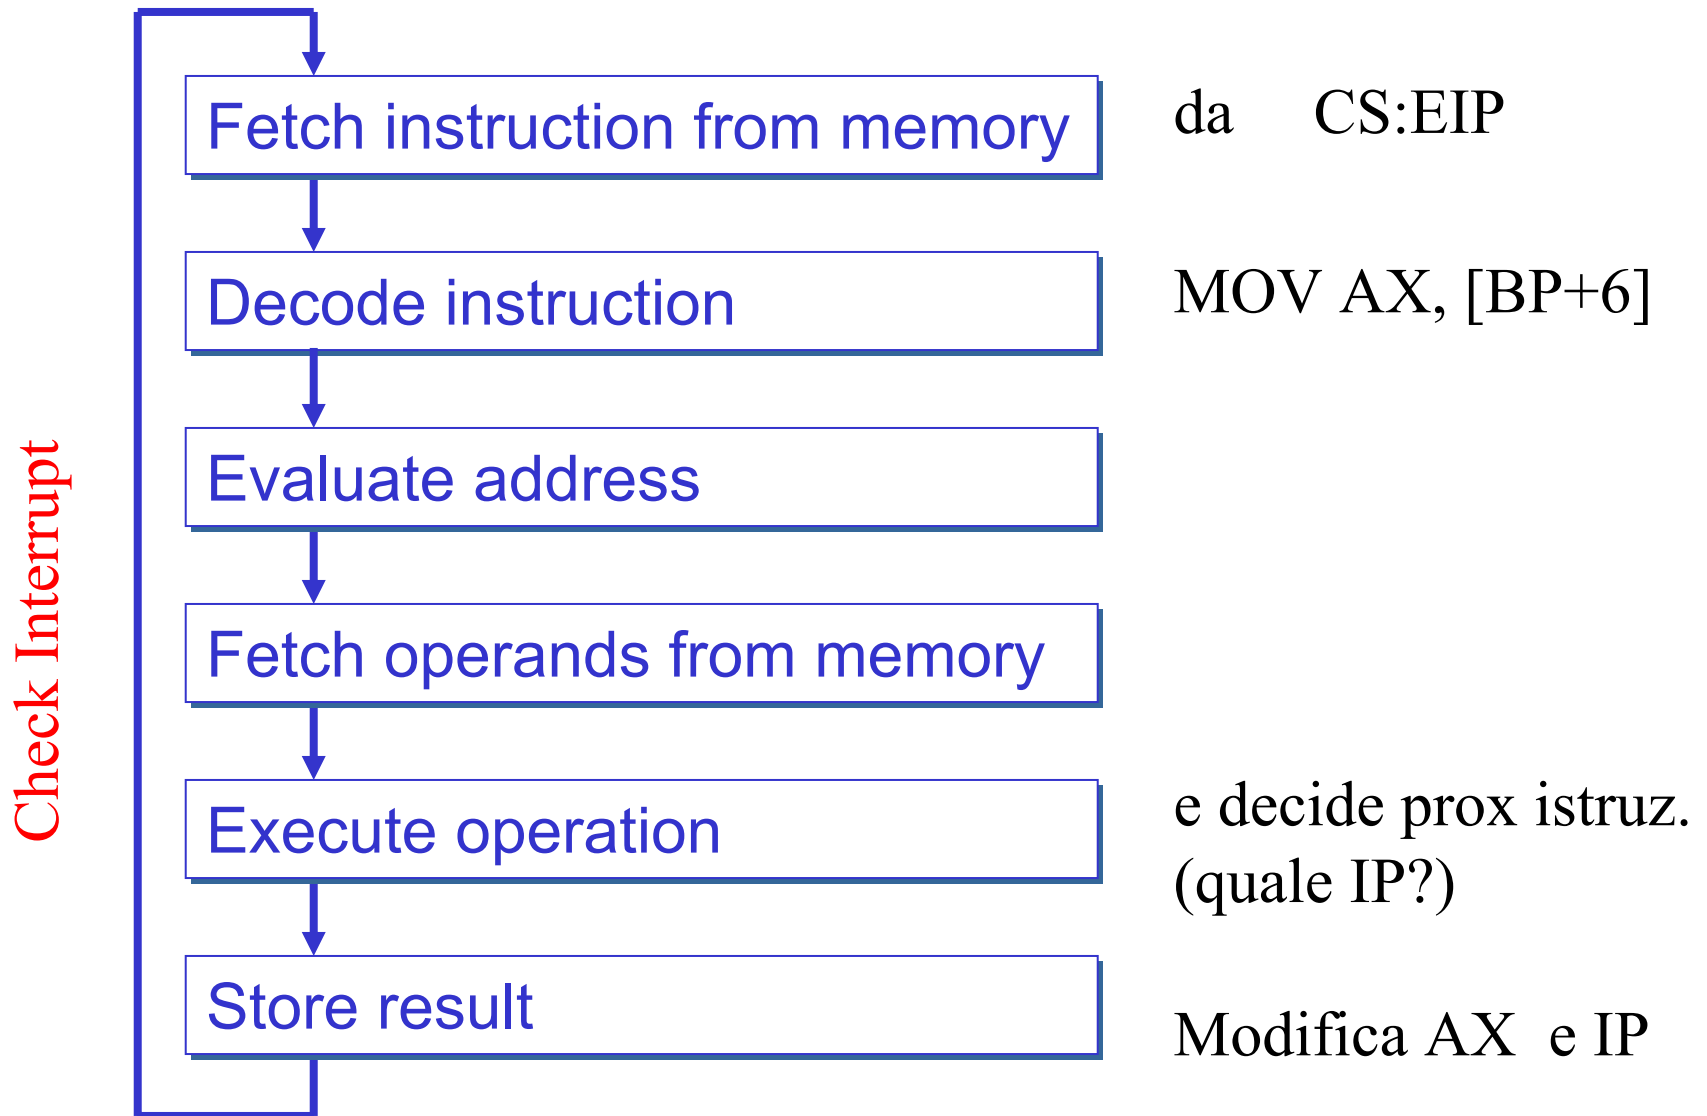 Fetch instruction from memory
da CS:EIP
Decode instruction
MOV AX, [BP+6]
Evaluate address
Fetch operands from memory
Check Interrupt
Execute operation
e decide prox istruz.
(quale IP?)
Store result
Modifica AX e IP